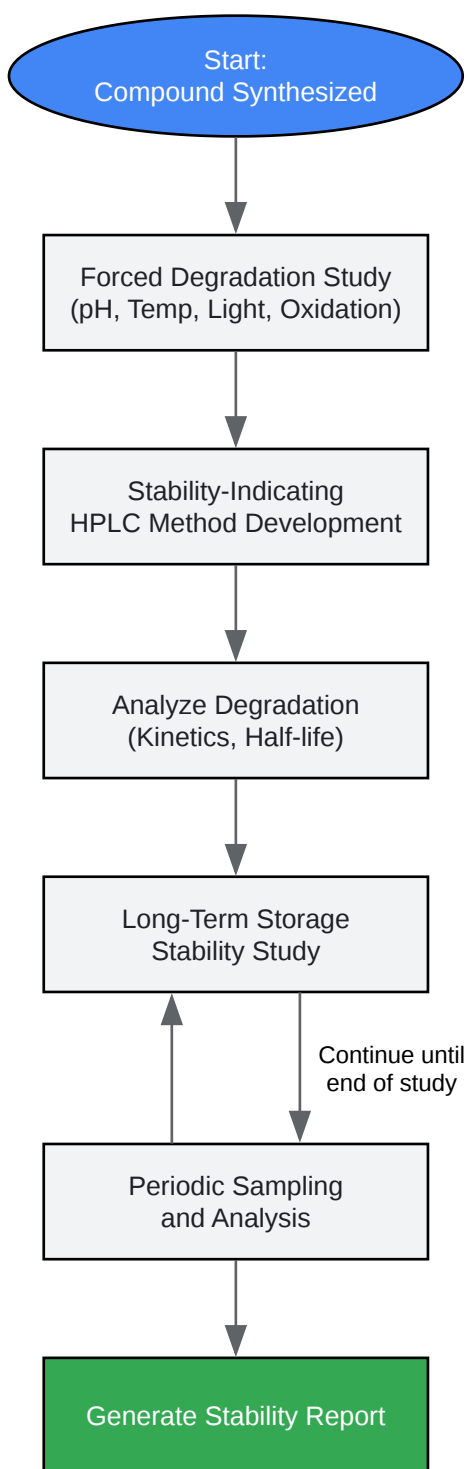 Start:
Compound Synthesized
Forced Degradation Study
(pH, Temp, Light, Oxidation)
Stability-Indicating
HPLC Method Development
Analyze Degradation
(Kinetics, Half-life)
Long-Term Storage
Stability Study
Continue until
end of study
Periodic Sampling
and Analysis
Generate Stability Report